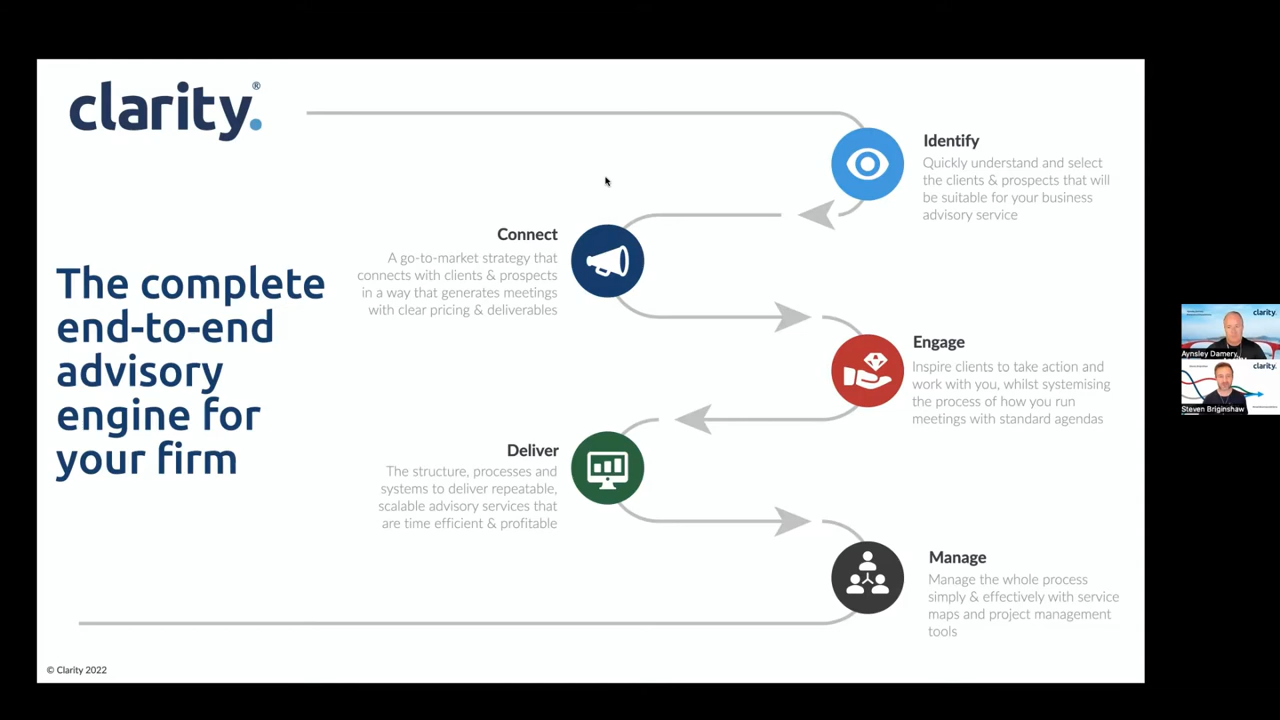 clarity.®
The complete
end-to-end
advisory
engine for
your firm
Identify
Quickly understand and select
the clients & prospects that will
be suitable for your business
advisory service
Connect
A go-to-market strategy that
connects with clients & prospects
in a way that generates meetings
with clear pricing & deliverables
Engage
Inspire clients to take action and
work with you, whilst systemising
the process of how you run
meetings with standard agendas
Deliver
The structure, processes and
systems to deliver repeatable,
scalable advisory services that
are time efficient & profitable
Manage
Manage the whole process
simply & effectively with service
maps and project management
tools
© Clarity 2022
clarity.
Aynsley Damery
clarity.
Steven Briginshaw